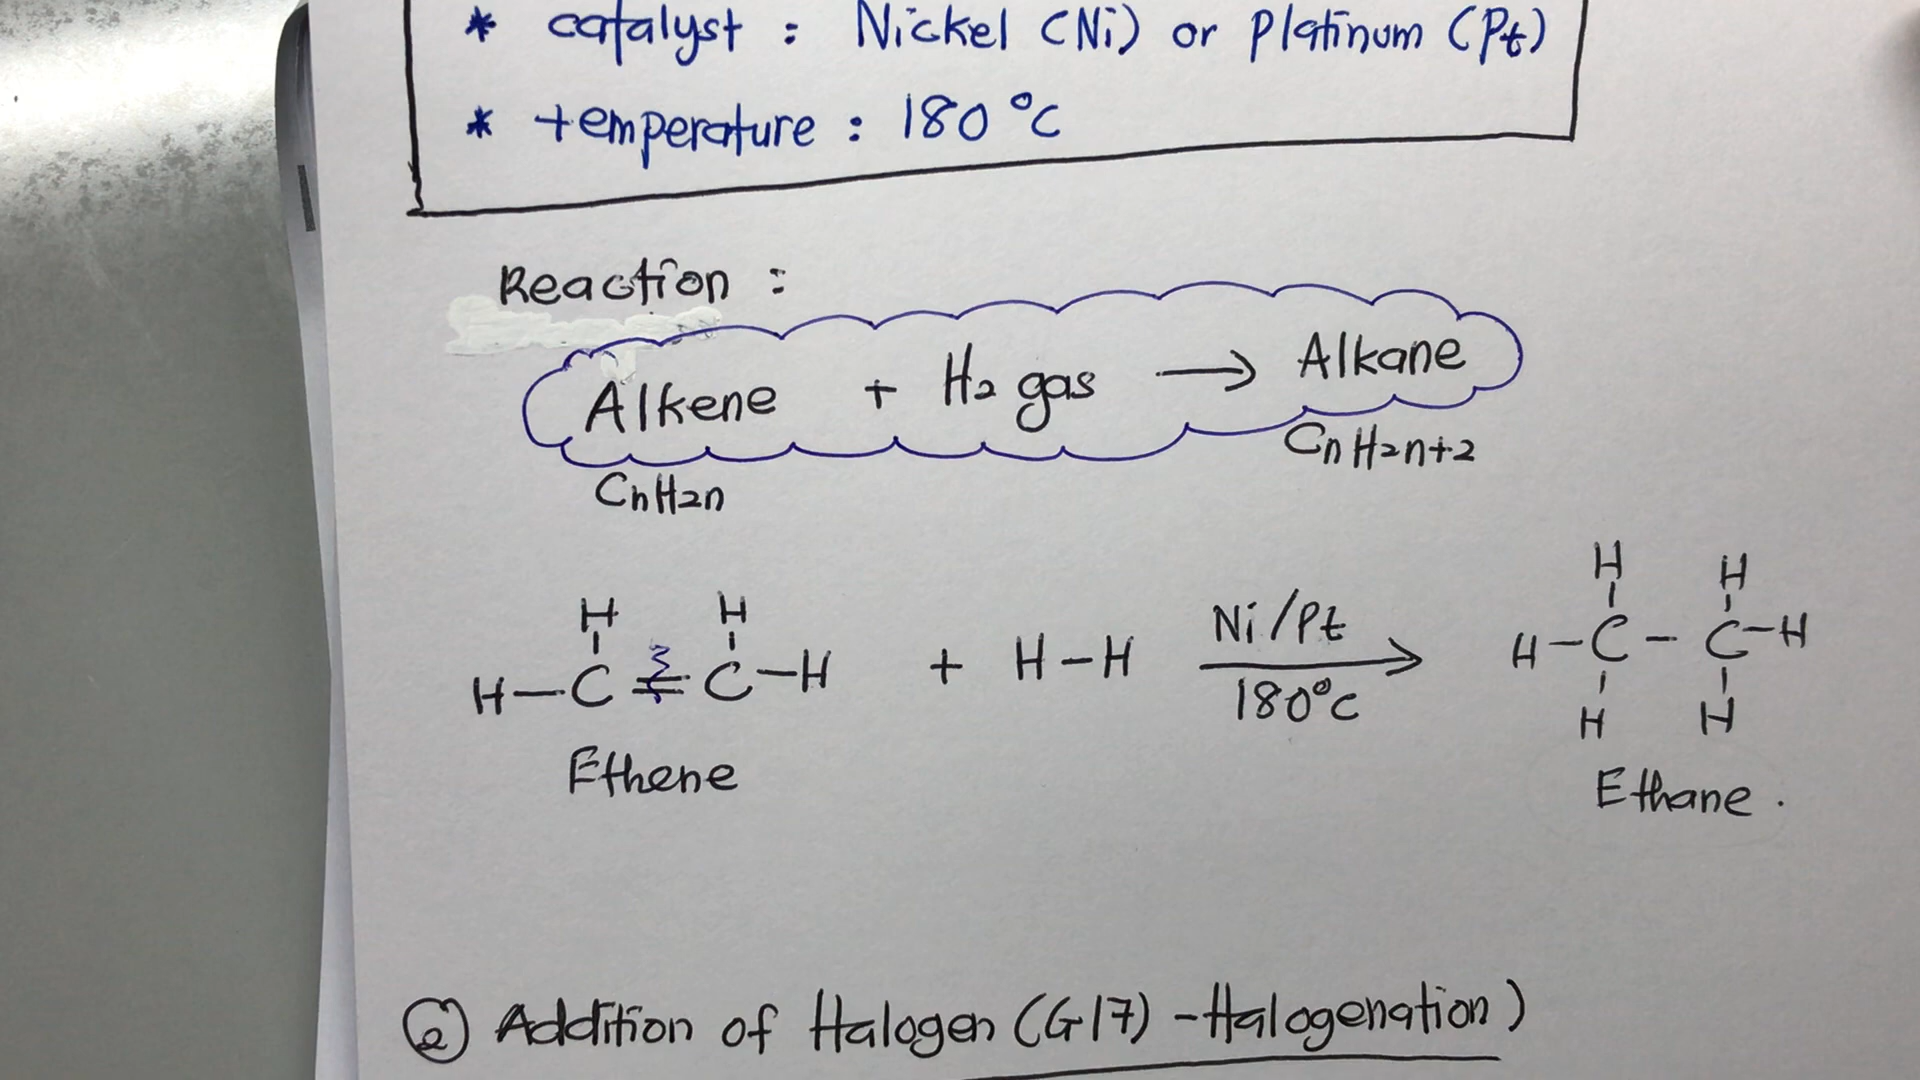 * catalyst : Nickel (Ni) or Platinum (Pt)
* temperature : 180 °C
Reaction :
Alkene + H2 gas → Alkane
CnH2n CnH2n+2
H H H H
H-C=C-H + H-H Ni/Pt 180°C → H-C-C-H
H H
Ethene Ethane.
② Addition of Halogen (G17) - Halogenation)